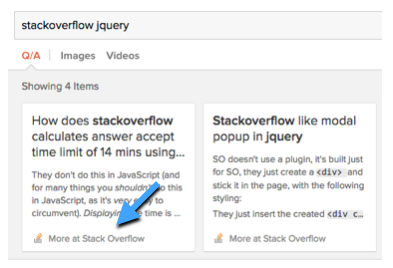 stackoverflow jquery
Q/A Images Videos
Showing 4 Items
How does stackoverflow
calculates answer accept
time limit of 14 mins using...
They don't do this in JavaScript (and
for many things you shouldn't do this
in JavaScript, as it's very easy to
circumvent). Displaying the time is ...
More at Stack Overflow
Stackoverflow like modal
popup in jquery
SO doesn't use a plugin, it's built just
for SO, they just create a <div> and
stick it in the page, with the following
styling:
They just insert the created <div c...
More at Stack Overflow